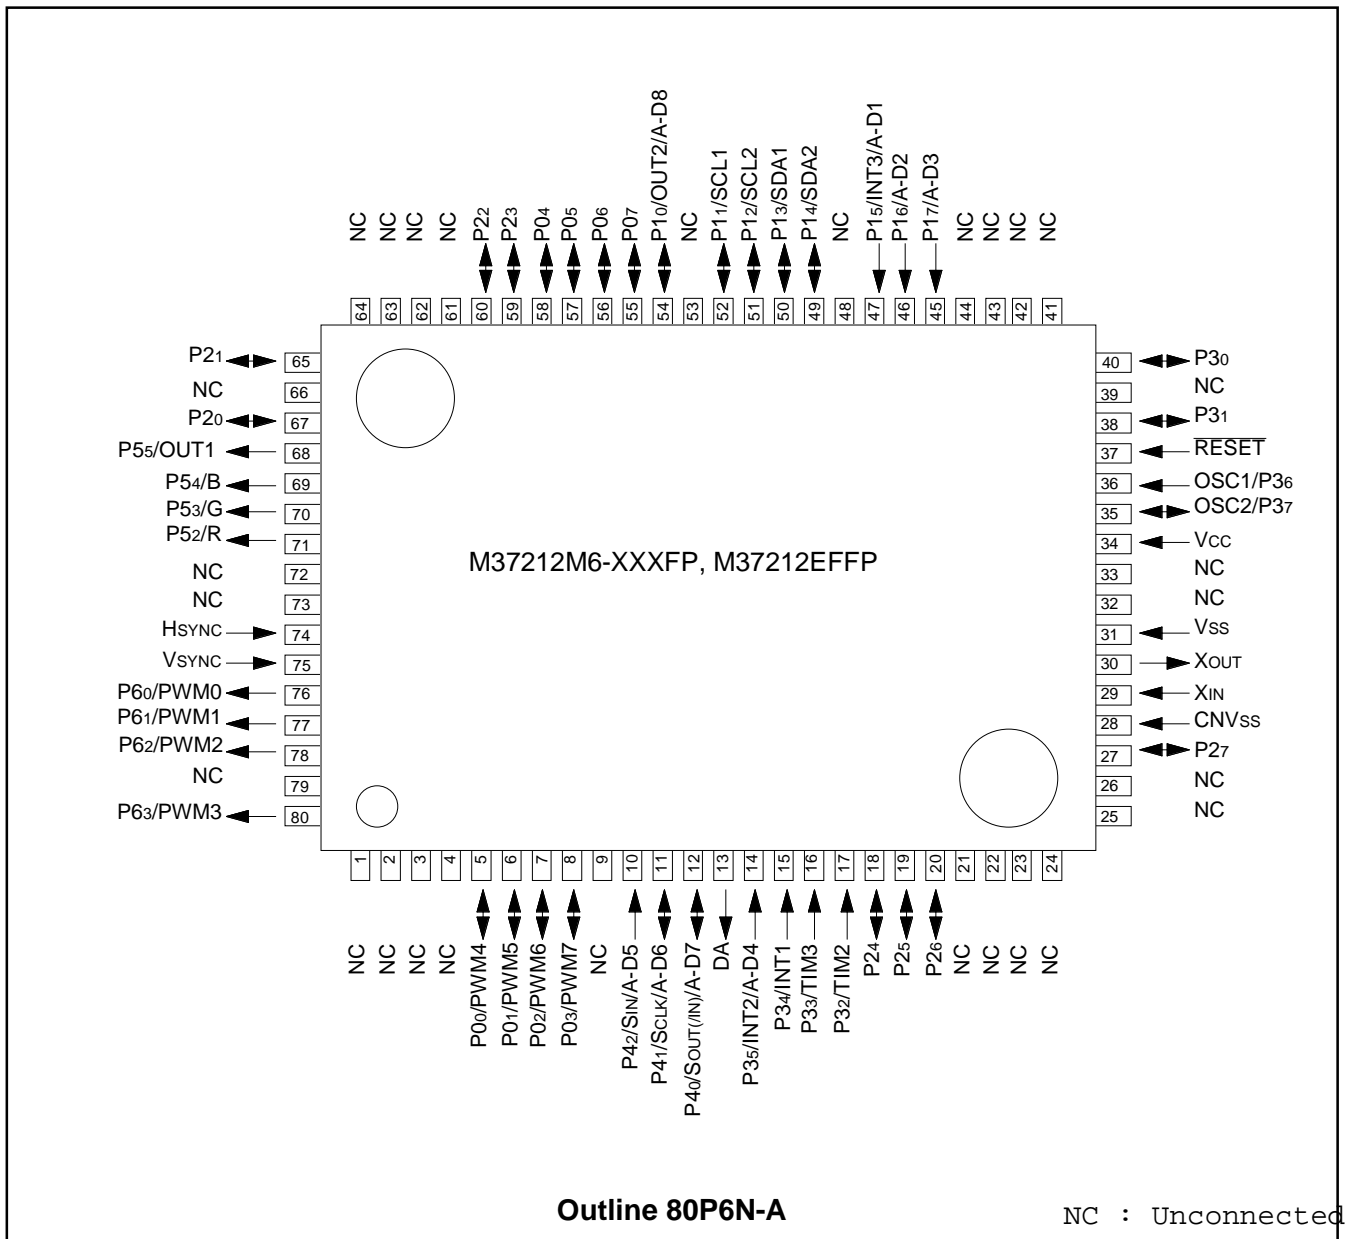 NC
NC
NC
NC
P22
P23
P04
P05
P06
P07
P10/OUT2/A-D8
NC
P11/SCL1
P12/SCL2
P13/SDA1
P14/SDA2
NC
P15/INT3/A-D1
P16/A-D2
P17/A-D3
NC
NC
NC
NC
64
63
62
61
60
59
58
57
56
55
54
53
52
51
50
49
48
47
46
45
44
43
42
41
P21 65
NC 66
P20 67
P55/OUT1 68
P54/B 69
P53/G 70
P52/R 71
NC 72
NC 73
HSYNC 74
VSYNC 75
P60/PWM0 76
P61/PWM1 77
P62/PWM2 78
NC 79
P63/PWM3 80
M37212M6-XXXFP, M37212EFFP
40 P30
39 NC
38 P31
37 RESET
36 OSC1/P36
35 OSC2/P37
34 VCC
33 NC
32 NC
31 VSS
30 XOUT
29 XIN
28 CNVSS
27 P27
26 NC
25 NC
1
2
3
4
5
6
7
8
9
10
11
12
13
14
15
16
17
18
19
20
21
22
23
24
NC
NC
NC
NC
P00/PWM4
P01/PWM5
P02/PWM6
P03/PWM7
NC
P42/SIN/A-D5
P41/SCLK/A-D6
P40/SOUT(/IN)/A-D7
DA
P35/INT2/A-D4
P34/INT1
P33/TIM3
P32/TIM2
P24
P25
P26
NC
NC
NC
NC
Outline 80P6N-A
NC : Unconnected